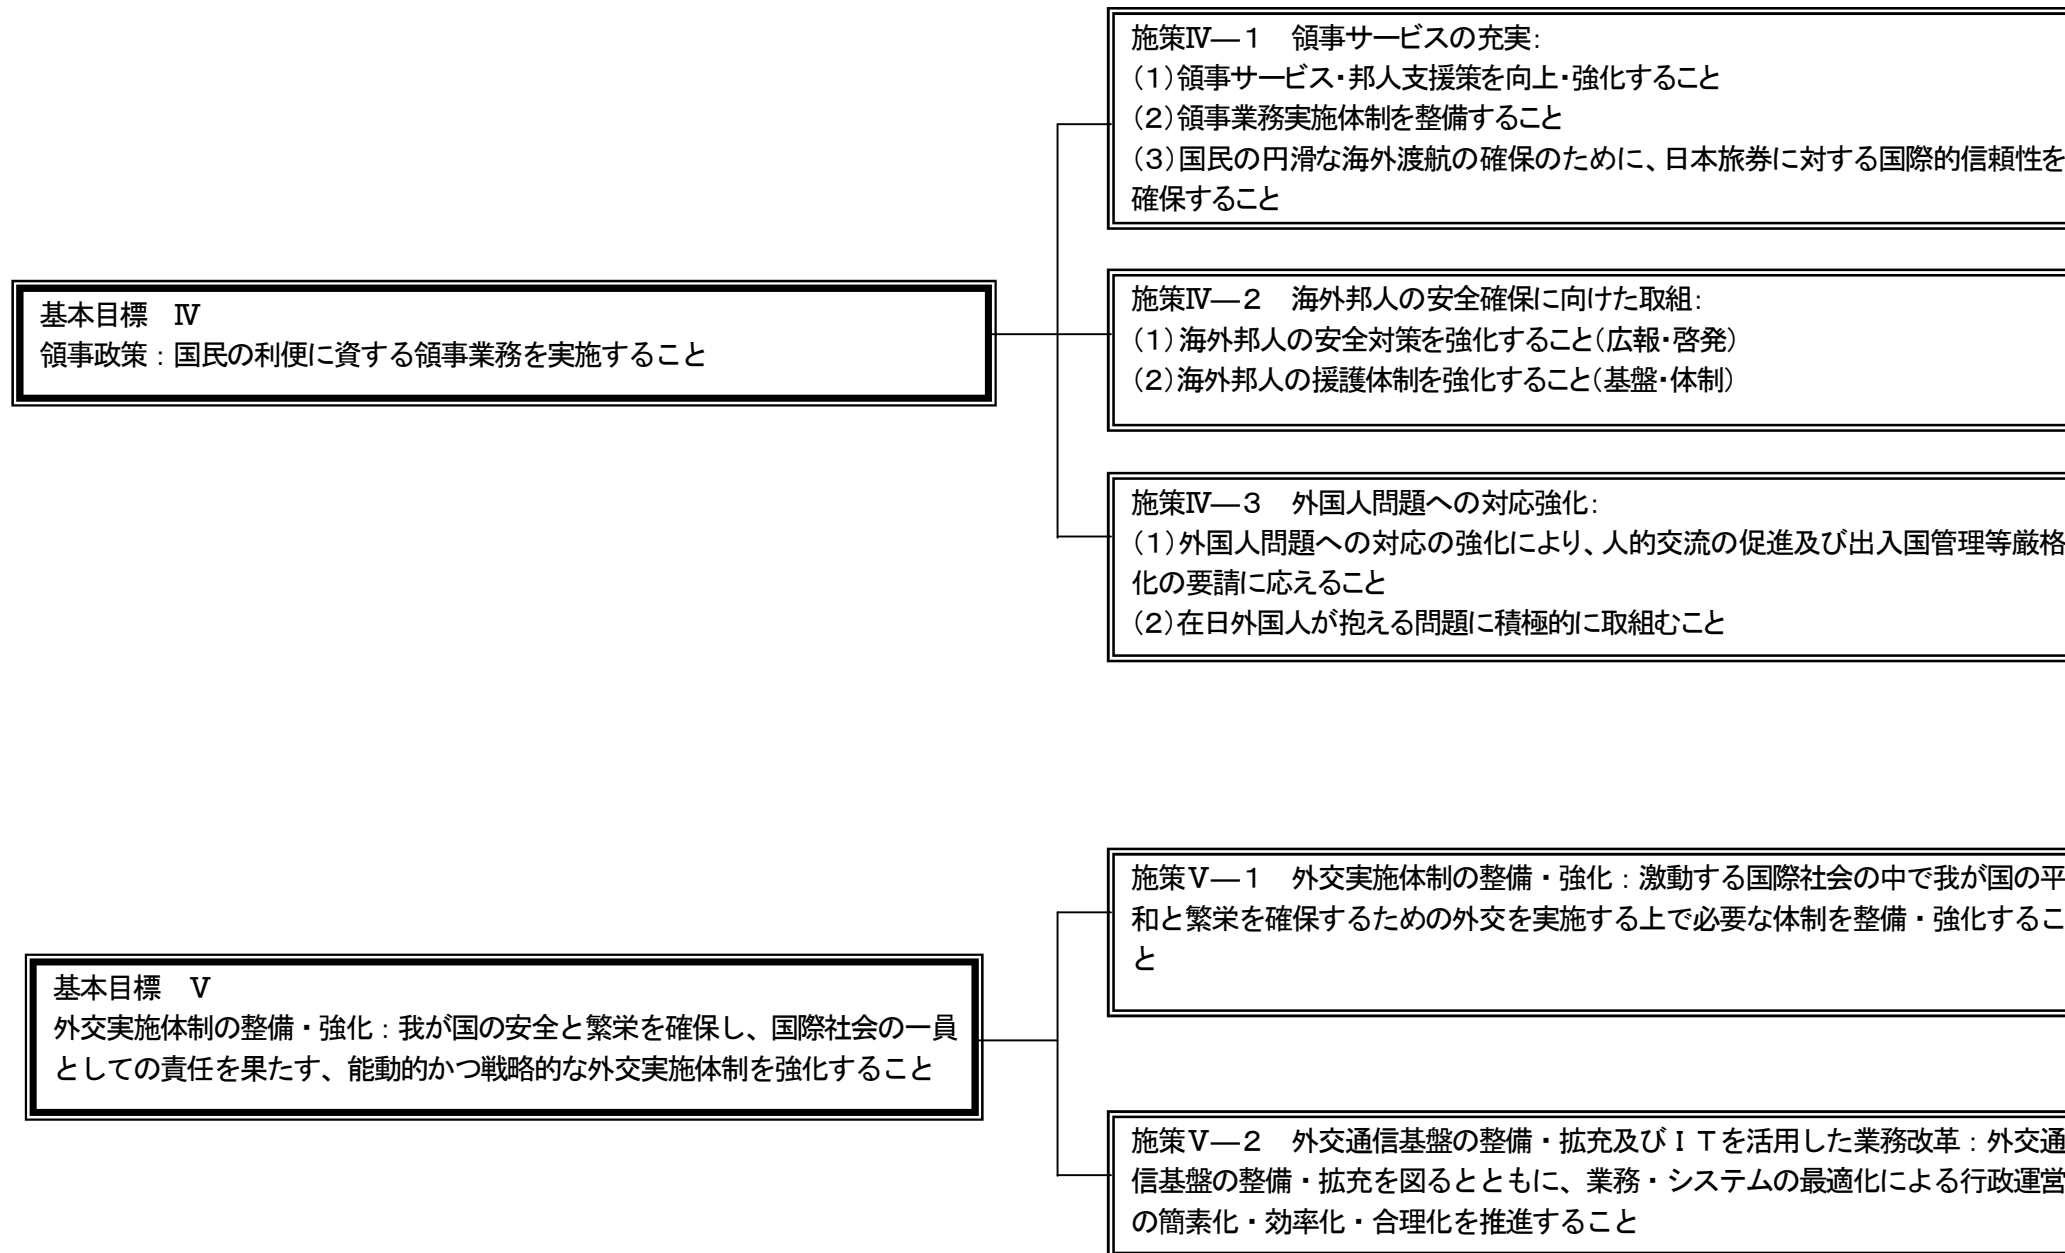 施策Ⅳ―1　領事サービスの充実：
（1）領事サービス・邦人支援策を向上・強化すること
（2）領事業務実施体制を整備すること
（3）国民の円滑な海外渡航の確保のために、日本旅券に対する国際的信頼性を
確保すること
基本目標　Ⅳ
領事政策：国民の利便に資する領事業務を実施すること
施策Ⅳ―2　海外邦人の安全確保に向けた取組：
（1）海外邦人の安全対策を強化すること（広報・啓発）
（2）海外邦人の援護体制を強化すること（基盤・体制）
施策Ⅳ―3　外国人問題への対応強化：
（1）外国人問題への対応の強化により、人的交流の促進及び出入国管理等厳格
化の要請に応えること
（2）在日外国人が抱える問題に積極的に取組むこと
施策Ⅴ―1　外交実施体制の整備・強化：激動する国際社会の中で我が国の平
和と繁栄を確保するための外交を実施する上で必要な体制を整備・強化するこ
と
基本目標　Ⅴ
外交実施体制の整備・強化：我が国の安全と繁栄を確保し、国際社会の一員
としての責任を果たす、能動的かつ戦略的な外交実施体制を強化すること
施策Ⅴ―2　外交通信基盤の整備・拡充及びＩＴを活用した業務改革：外交通
信基盤の整備・拡充を図るとともに、業務・システムの最適化による行政運営
の簡素化・効率化・合理化を推進すること